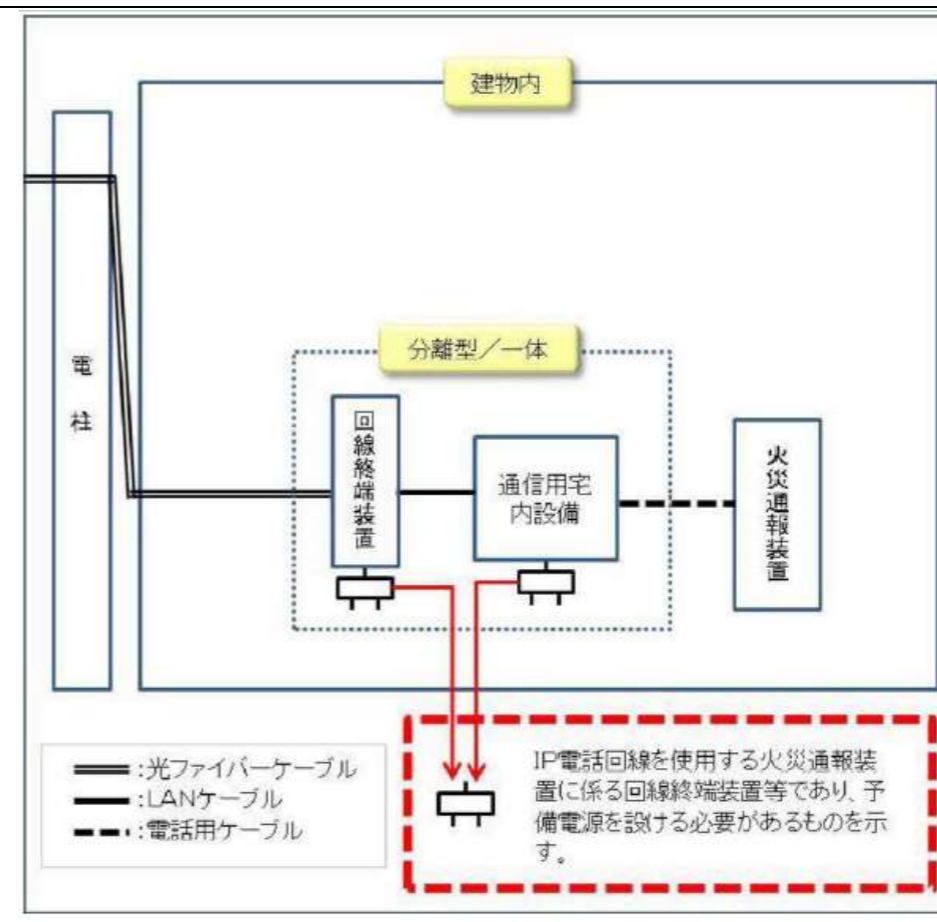 建物内
分離型／一体
電
柱
回線終端装置
通信用宅
内設備
火災通報装置
:光ファイバーケーブル
:LANケーブル
:電話用ケーブル
IP電話回線を使用する火災通報装
置に係る回線終端装置等であり、予
備電源を設ける必要があるものを示
す。